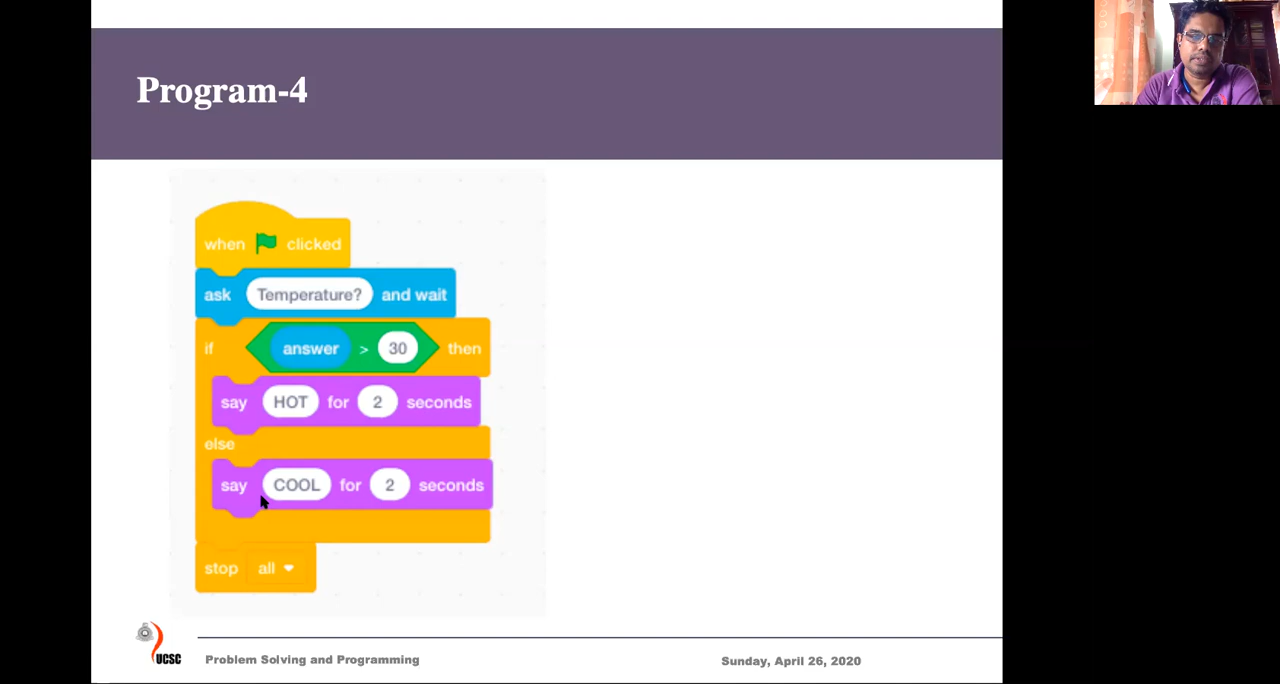 Program-4
when clicked
ask Temperature? and wait
if answer > 30 then
say HOT for 2 seconds
else
say COOL for 2 seconds
stop all
UCSC
Problem Solving and Programming
Sunday, April 26, 2020